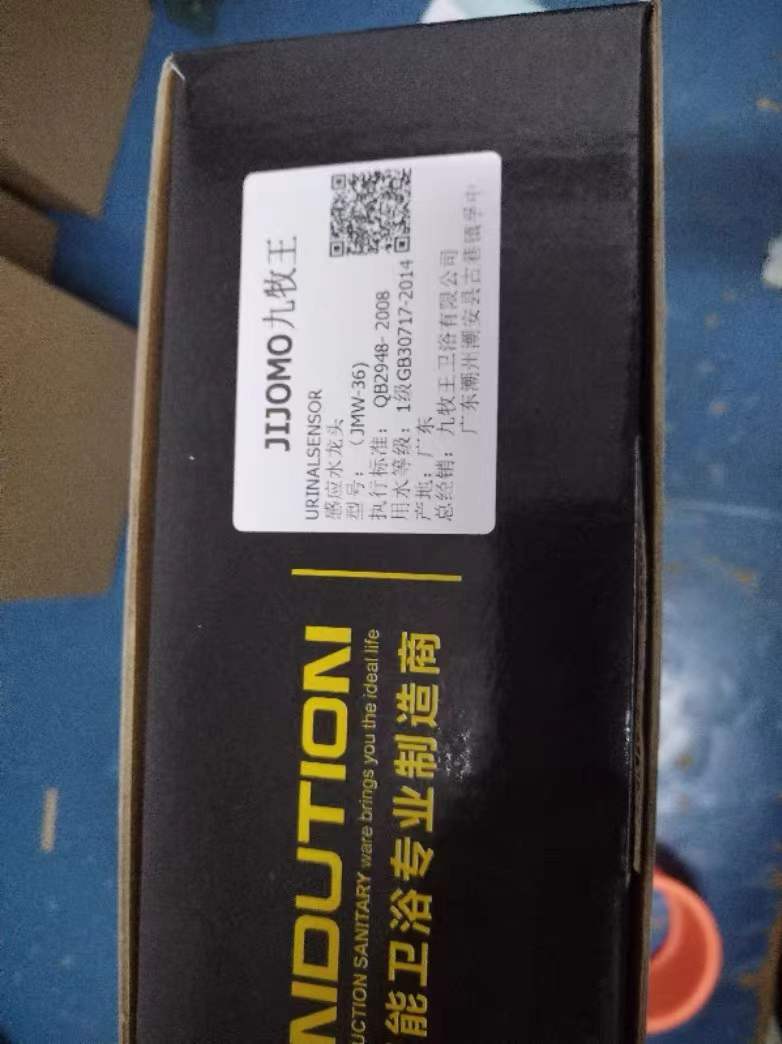 JIJOMO九牧王
URINALSENSOR
感应水龙头
型号：（JMW-36)
执行标准： QB2948- 2008
用水等级：1级GB30717-2014
产地：广东
总经销：九牧王卫浴有限公司
广东潮州潮安县古巷镇孚中
NDUTION
UCTION SANITARY ware brings you the ideal life
能卫浴专业制造商